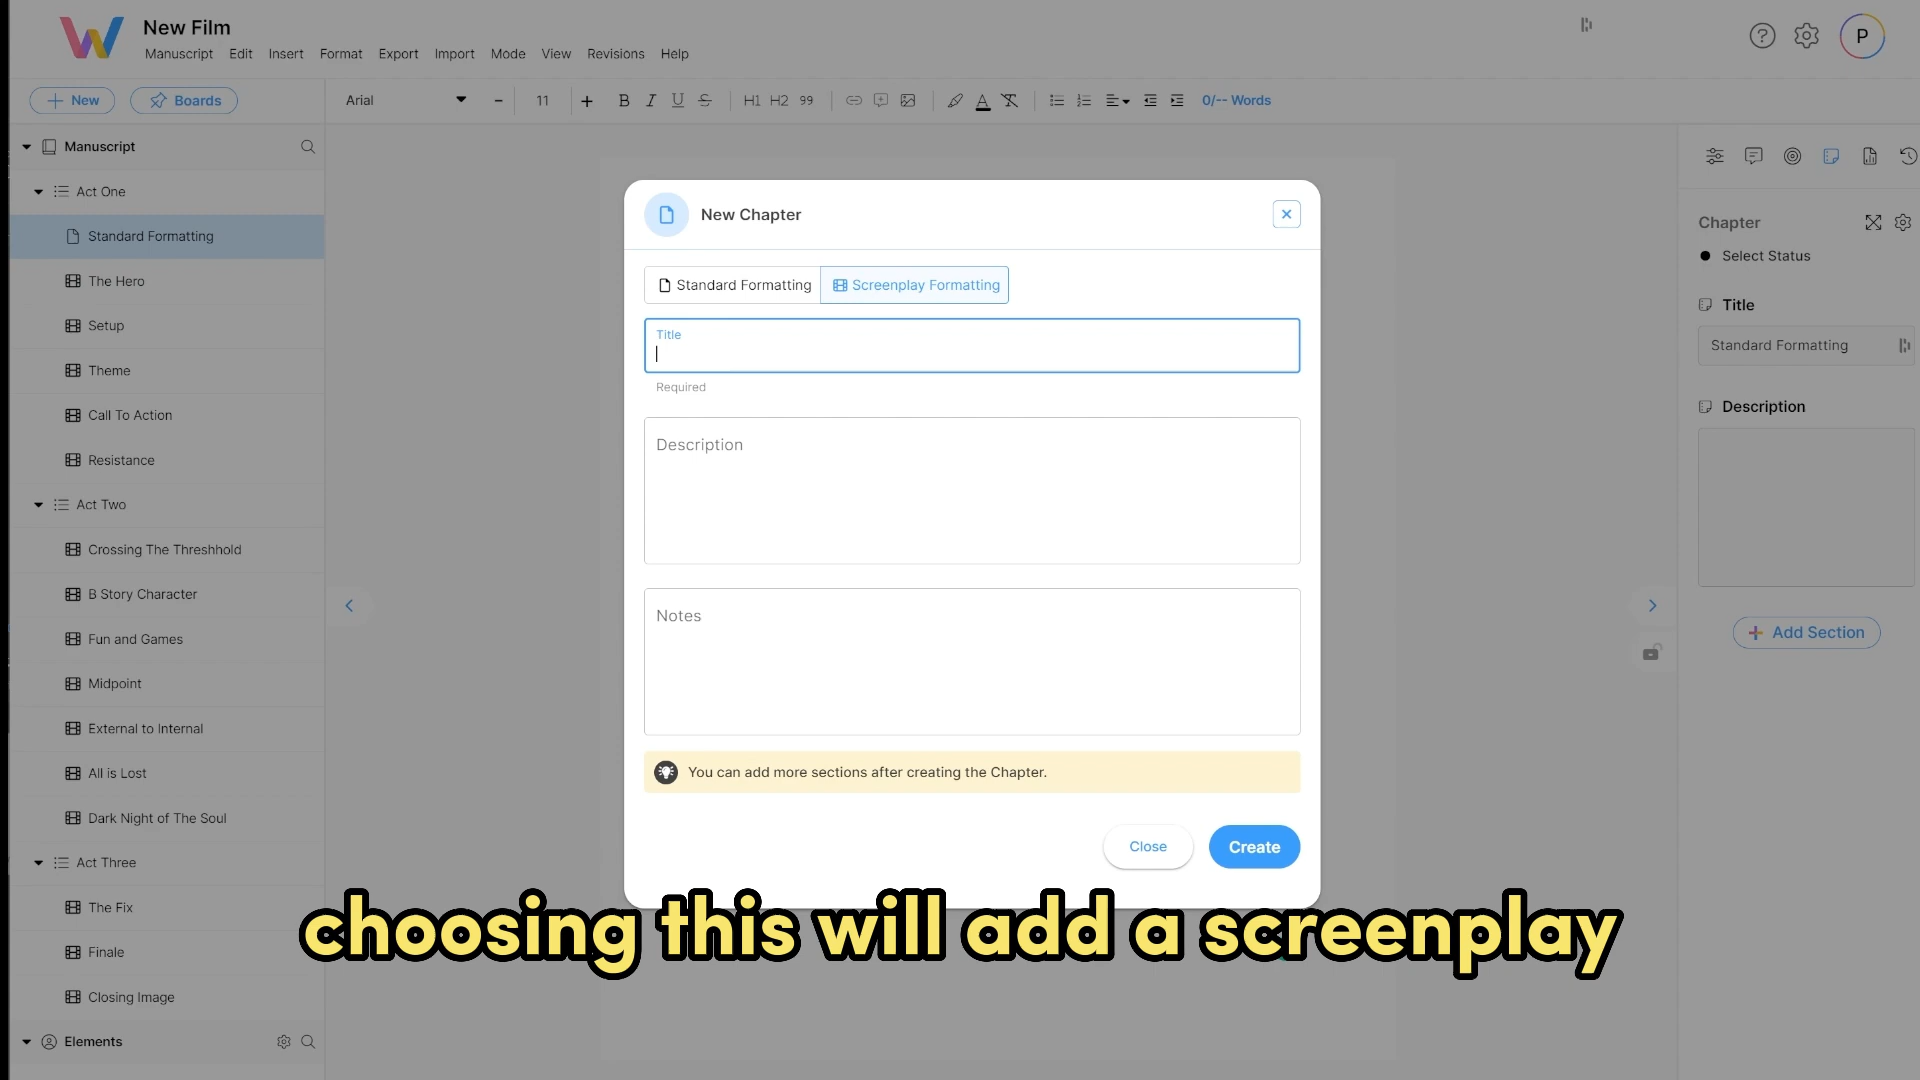 New Film
Manuscript Edit Insert Format Export Import Mode View Revisions Help
P
New Boards
Arial 11 B I U S H1 H2 99 A 0/-- Words
Manuscript
Act One
Standard Formatting
The Hero
Setup
Theme
Call To Action
Resistance
Act Two
Crossing The Threshhold
B Story Character
Fun and Games
Midpoint
External to Internal
All is Lost
Dark Night of The Soul
Act Three
The Fix
Finale
Closing Image
Elements
New Chapter
Standard Formatting Screenplay Formatting
Title
Required
Description
Notes
You can add more sections after creating the Chapter.
Close Create
Chapter
Select Status
Title
Standard Formatting
Description
+ Add Section
choosing this will add a screenplay